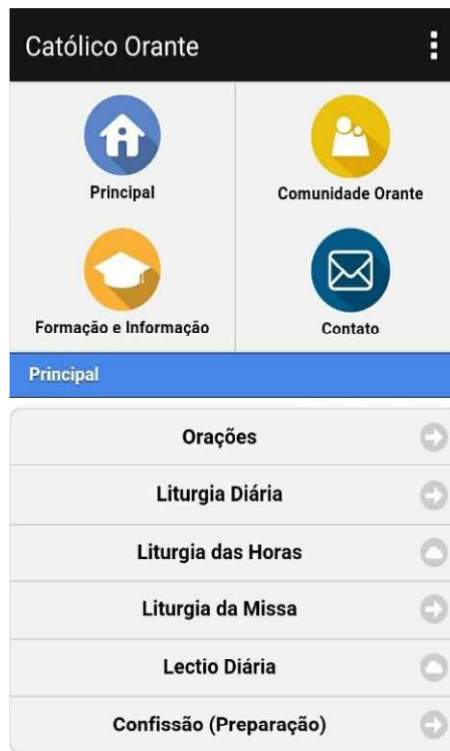 Católico Orante
Principal
Comunidade Orante
Formação e Informação
Contato
Principal
Orações
Liturgia Diária
Liturgia das Horas
Liturgia da Missa
Lectio Diária
Confissão (Preparação)